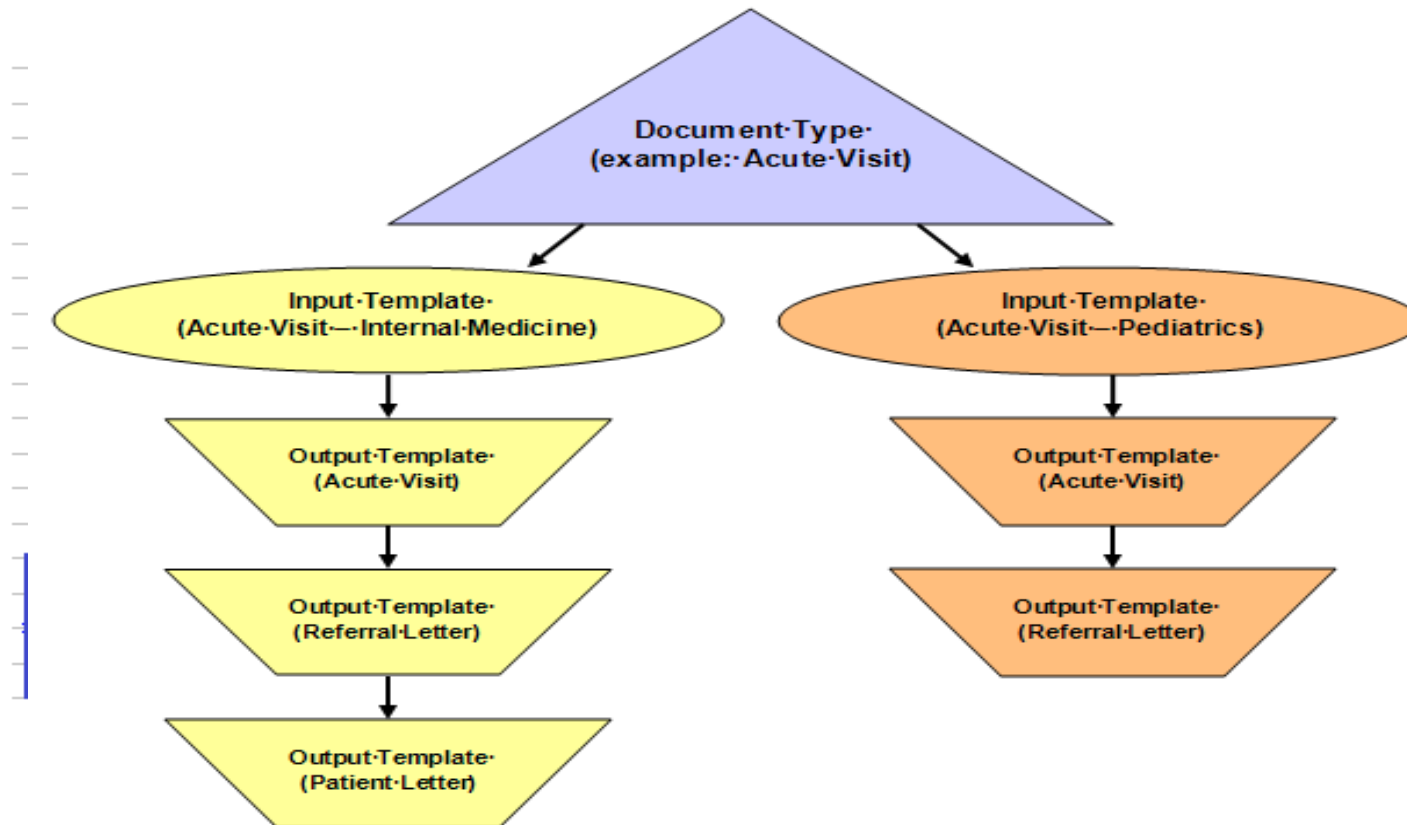 Document·Type·
(example:·Acute·Visit)
Input·Template·
(Acute·Visit·–·Internal·Medicine)
Input·Template·
(Acute·Visit·–·Pediatrics)
Output·Template·
(Acute·Visit)
Output·Template·
(Acute·Visit)
Output·Template·
(Referral·Letter)
Output·Template·
(Referral·Letter)
Output·Template·
(Patient·Letter)